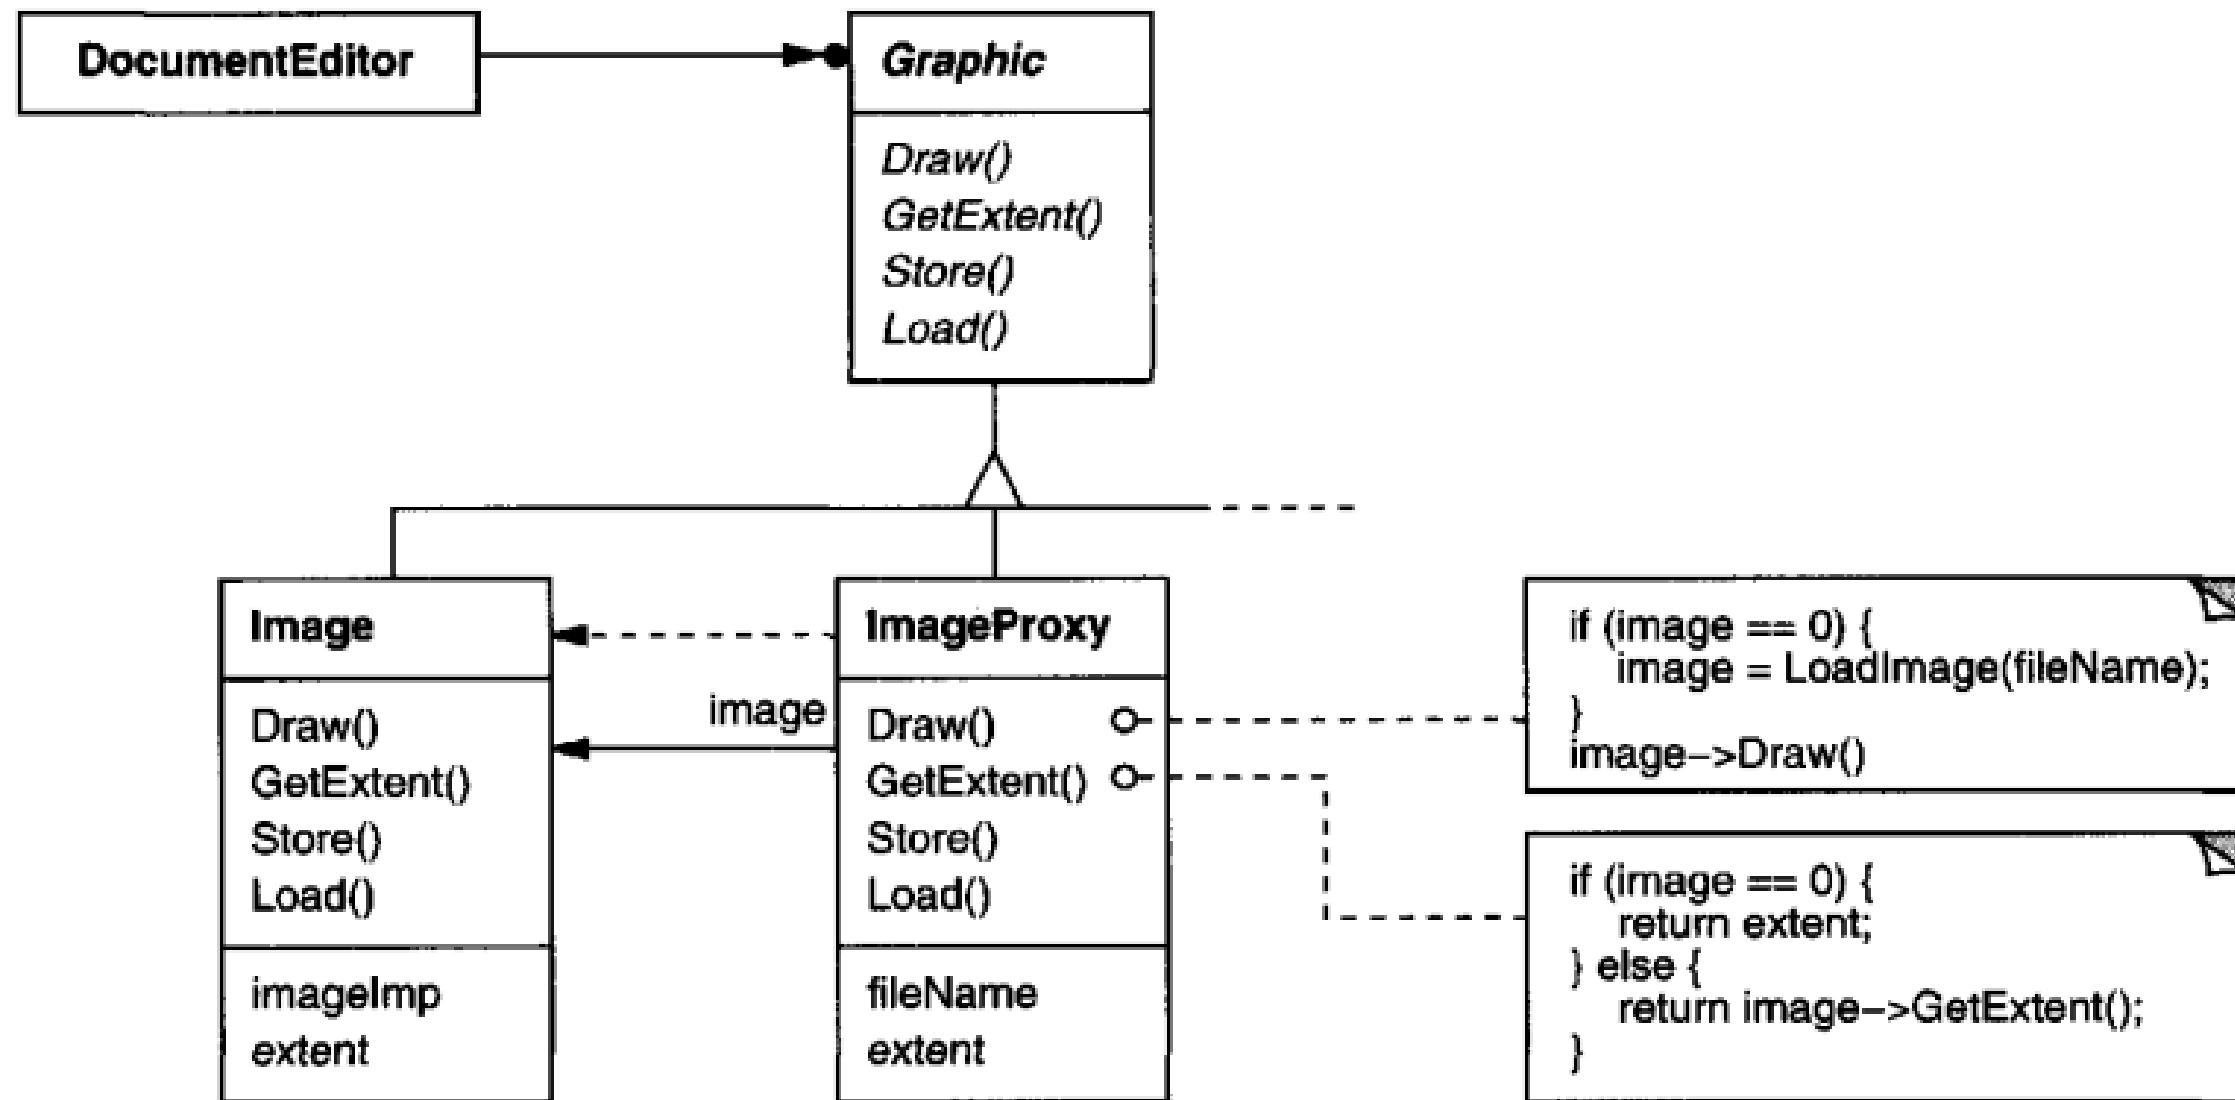 DocumentEditor
Graphic
Draw()
GetExtent()
Store()
Load()
Image
Draw()
GetExtent()
Store()
Load()
imageImp
extent
image
ImageProxy
Draw()
GetExtent()
Store()
Load()
fileName
extent
if (image == 0) {
image = LoadImage(fileName);
}
image–>Draw()
if (image == 0) {
return extent;
} else {
return image–>GetExtent();
}